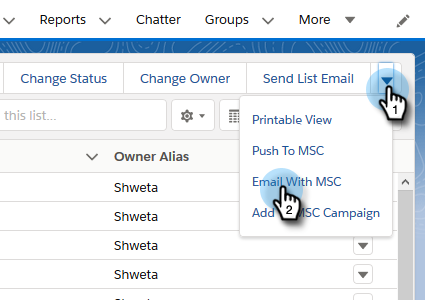 Reports Chatter Groups More
Change Status Change Owner Send List Email
this list...
1
Printable View
Push To MSC
Owner Alias
Shweta
Email With MSC
2
Shweta
Add MSC Campaign
Shweta
Shweta